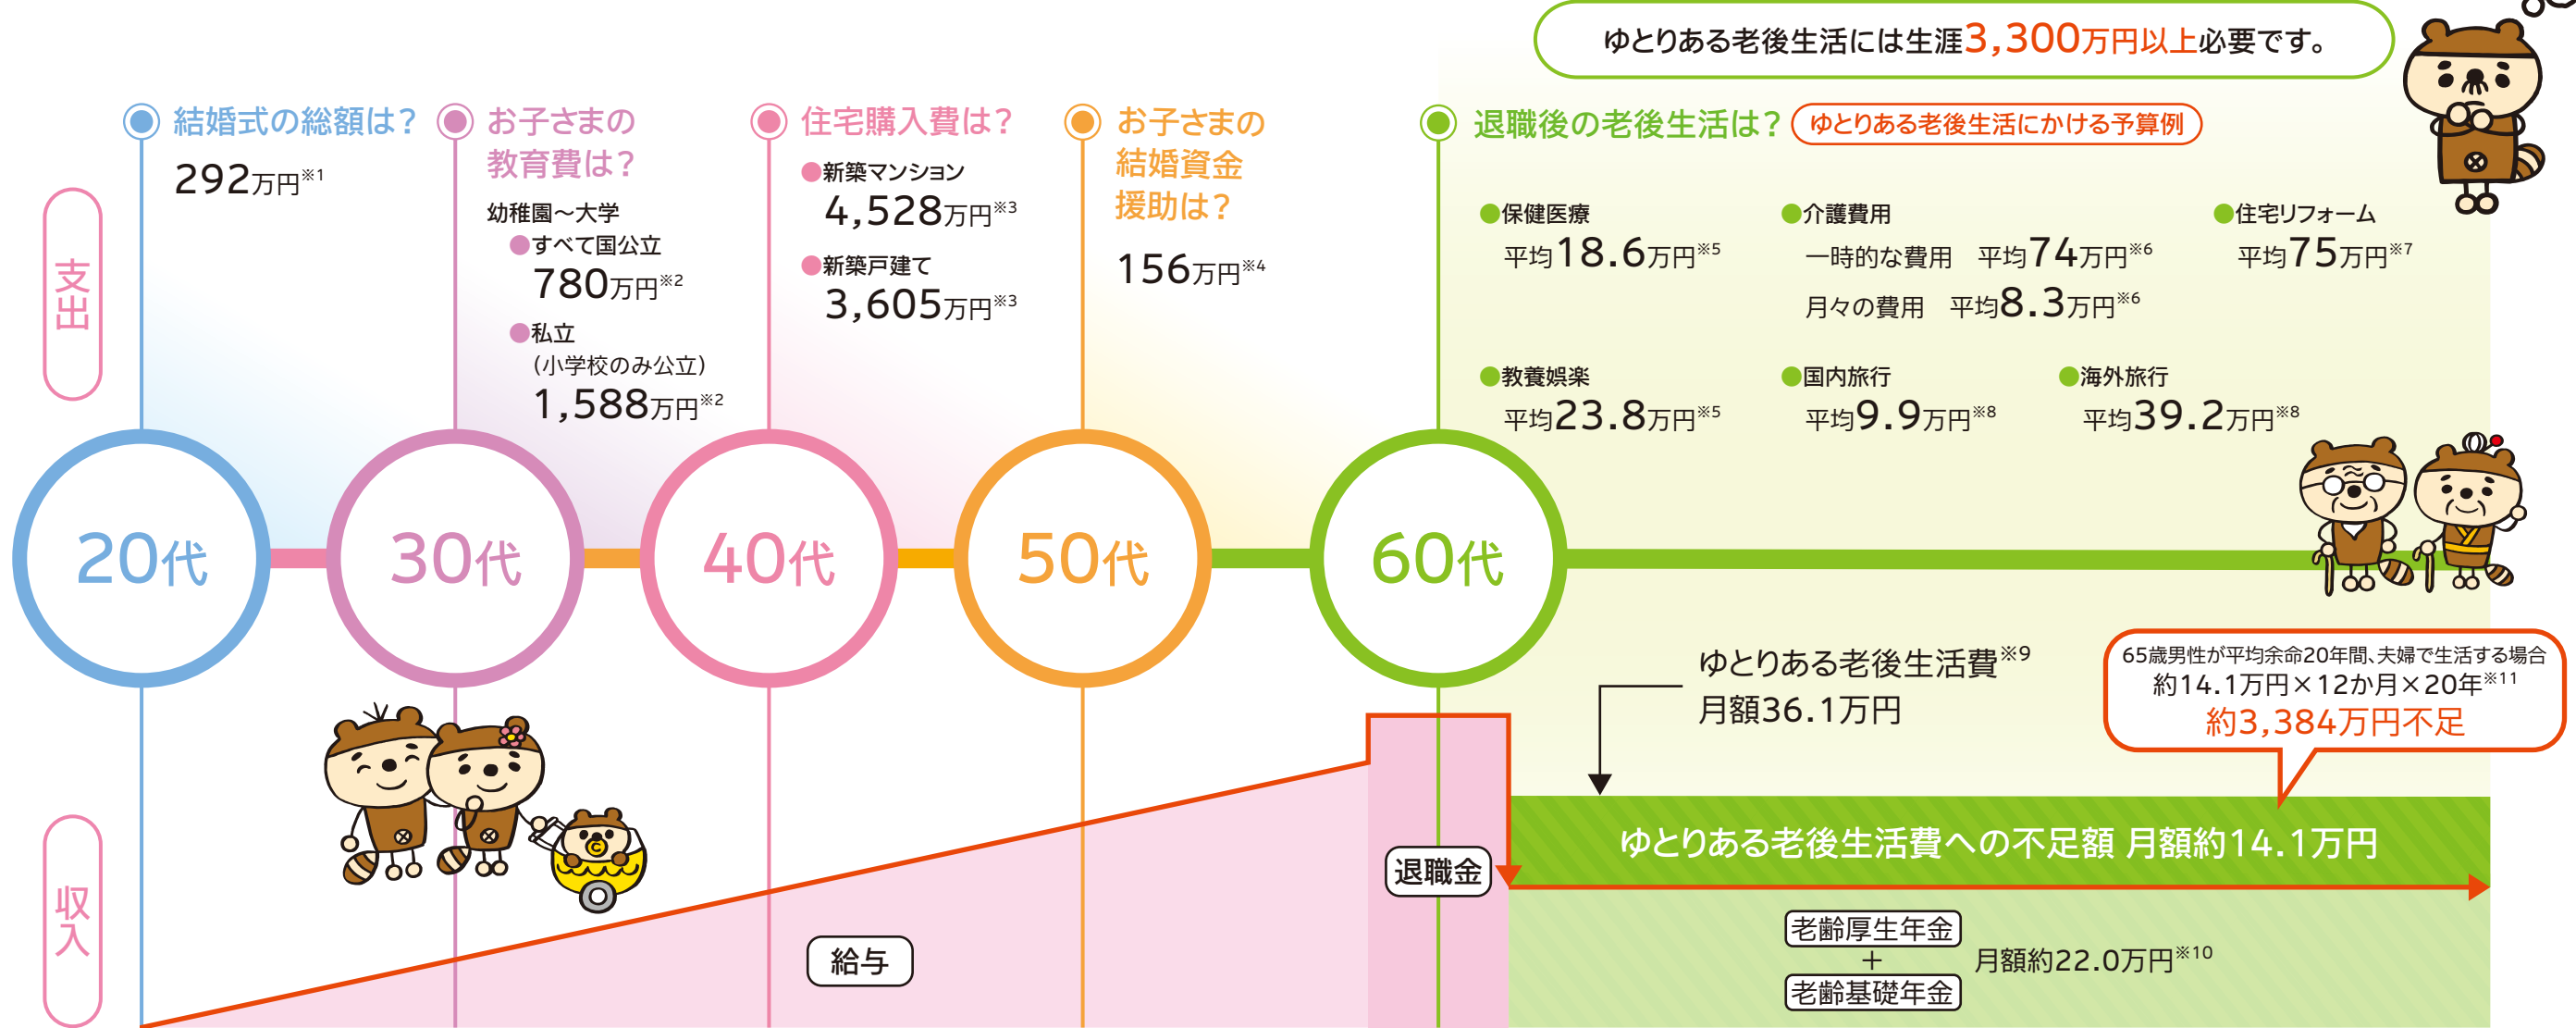 ゆとりある老後生活には生涯3,300万円以上必要です。
支出
結婚式の総額は？
292万円※1
お子さまの
教育費は？
幼稚園～大学
●すべて国公立
780万円※2
●私立
（小学校のみ公立）
1,588万円※2
住宅購入費は？
●新築マンション
4,528万円※3
●新築戸建て
3,605万円※3
お子さまの
結婚資金
援助は？
156万円※4
退職後の老後生活は？ ゆとりある老後生活にかける予算例
●保健医療
平均18.6万円※5
●介護費用
一時的な費用 平均74万円※6
月々の費用 平均8.3万円※6
●住宅リフォーム
平均75万円※7
●教養娯楽
平均23.8万円※5
●国内旅行
平均9.9万円※8
●海外旅行
平均39.2万円※8
20代
30代
40代
50代
60代
収入
C
給与
退職金
ゆとりある老後生活費※9
月額36.1万円
65歳男性が平均余命20年間、夫婦で生活する場合
約14.1万円×12か月×20年※11
約3,384万円不足
ゆとりある老後生活費への不足額 月額約14.1万円
老齢厚生年金
＋
老齢基礎年金
月額約22.0万円※10